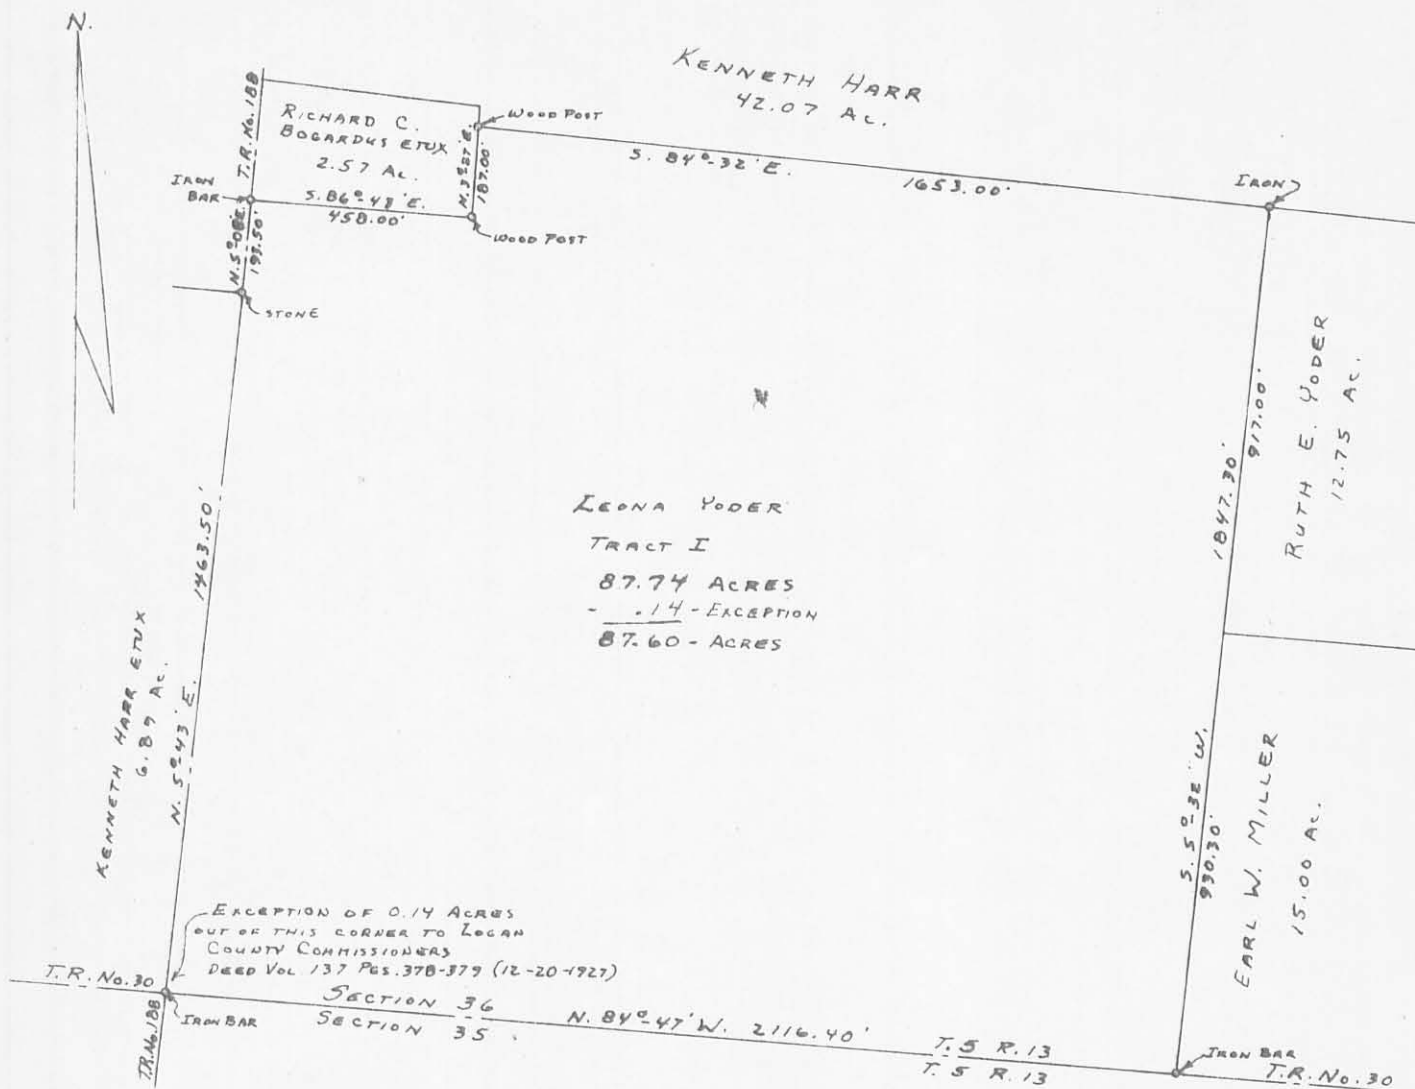 N.
KENNETH HARR
42.07 Ac.
T.R. No. 188
RICHARD C.
BOGARDUS ETUX
2.57 Ac.
WOOD POST
N. 3°-27' E.
187.00'
S. 84°-32' E. 1653.00'
IRON
IRON
BAR
S. 86°-48' E.
458.00'
WOOD POST
N. 5°-08' E.
193.50'
STONE
RUTH E. YODER
12.75 Ac.
917.00'
1847.30'
LEONA YODER
TRACT I
87.74 ACRES
- .14 - EXCEPTION
87.60 - ACRES
KENNETH HARR ETUX
6.89 Ac.
N. 5°-43' E. 1463.50'
S. 5°-32' W.
930.30'
EARL W. MILLER
15.00 Ac.
EXCEPTION OF 0.14 ACRES
OUT OF THIS CORNER TO LOGAN
COUNTY COMMISSIONERS
DEED VOL. 137 PGS. 378-379 (12-20-1927)
T.R. No. 30
IRON BAR
T.R. No. 188
SECTION 36
SECTION 35
N. 84°-47' W. 2116.40'
T. 5 R. 13
T. 5 R. 13
IRON BAR
T.R. No. 30